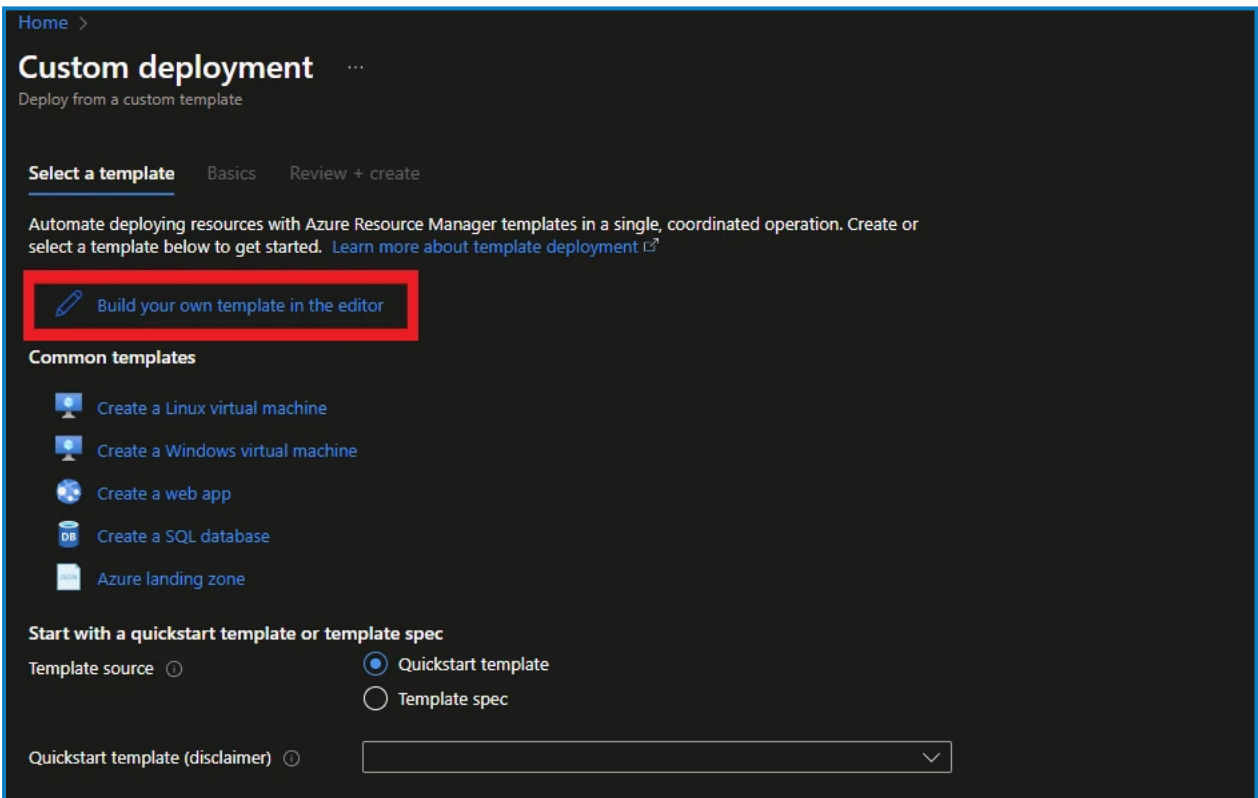 Home >
Custom deployment ...
Deploy from a custom template
Select a template Basics Review + create
Automate deploying resources with Azure Resource Manager templates in a single, coordinated operation. Create or
select a template below to get started. Learn more about template deployment
Build your own template in the editor
Common templates
Create a Linux virtual machine
Create a Windows virtual machine
Create a web app
DB Create a SQL database
JSON Azure landing zone
Start with a quickstart template or template spec
Template source Quickstart template
Template spec
Quickstart template (disclaimer)